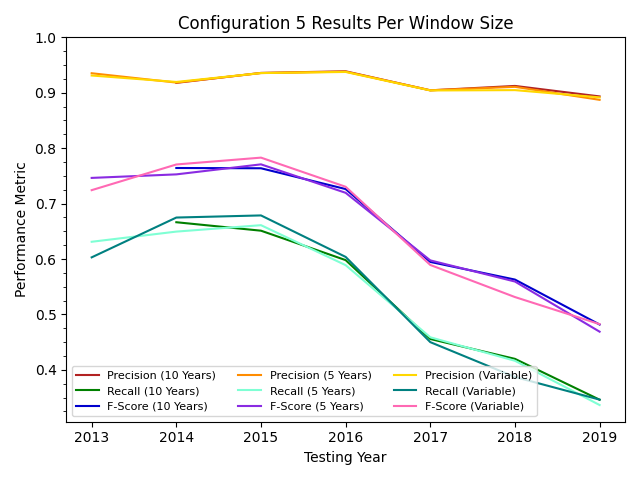 Configuration 5 Results Per Window Size
1.0
0.9
0.8
0.7
0.6
0.5
0.4
Performance Metric
Precision (10 Years) Precision (5 Years) Precision (Variable)
Recall (10 Years) Recall (5 Years) Recall (Variable)
F-Score (10 Years) F-Score (5 Years) F-Score (Variable)
2013 2014 2015 2016 2017 2018 2019
Testing Year